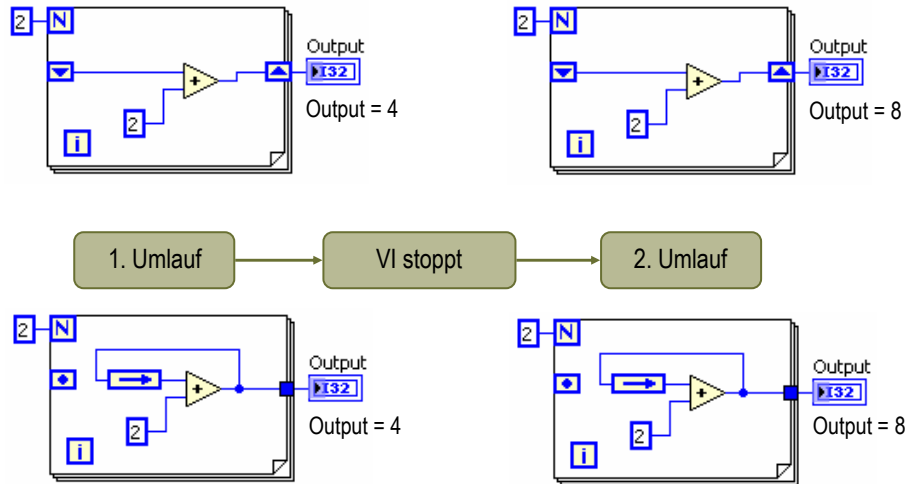 2 N
Output
I32
2
i
Output = 4
2 N
Output
I32
2
i
Output = 8
1. Umlauf
VI stoppt
2. Umlauf
2 N
Output
I32
2
i
Output = 4
2 N
Output
I32
2
i
Output = 8